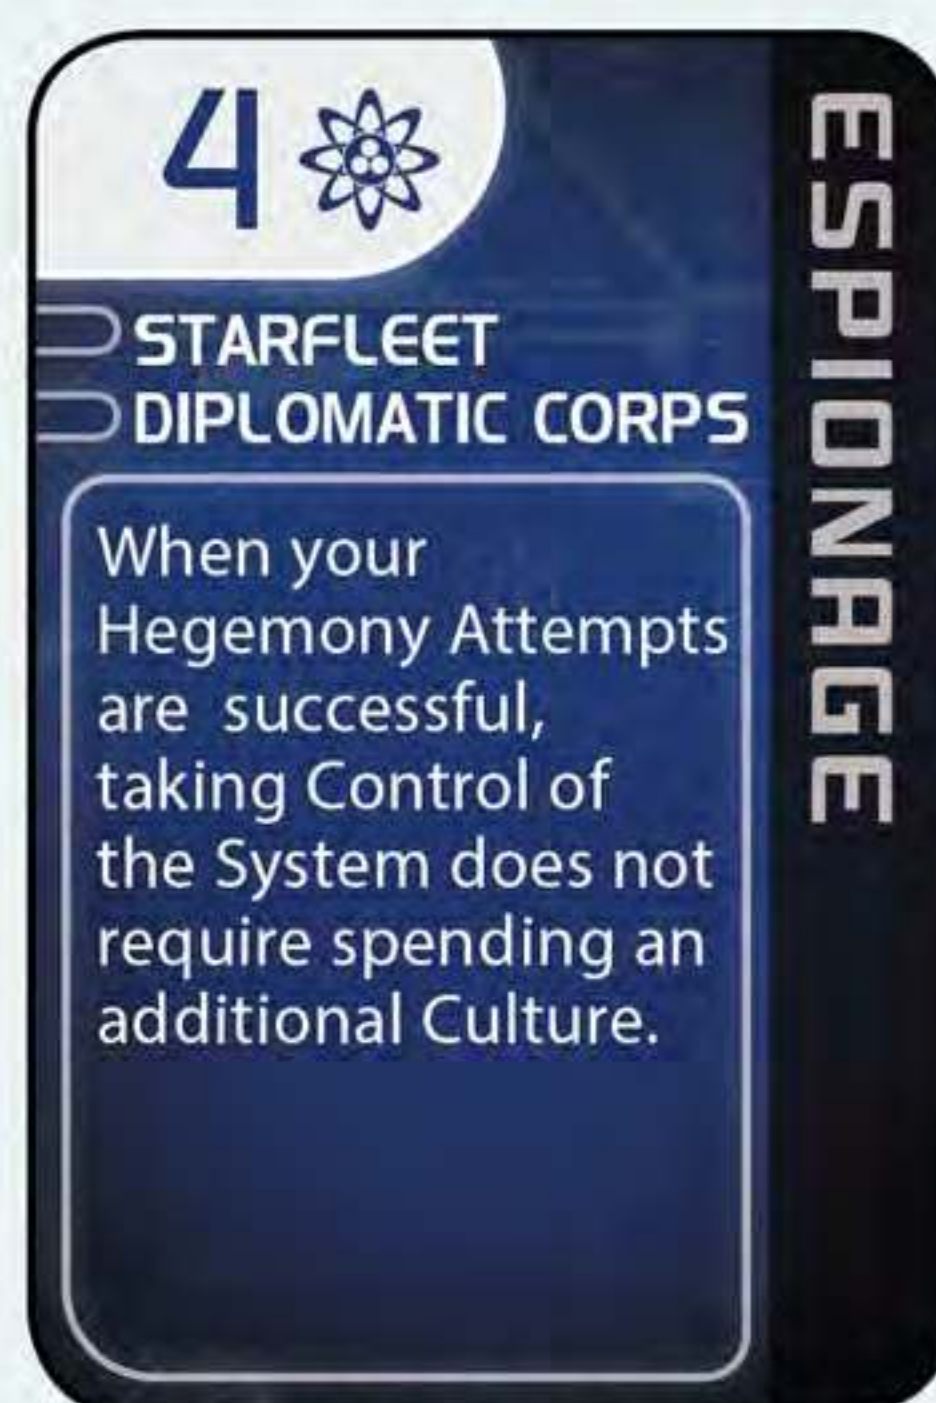 4
STARFLEET
DIPLOMATIC CORPS
When your
Hegemony Attempts
are successful,
taking Control of
the System does not
require spending an
additional Culture.
ESPIONAGE